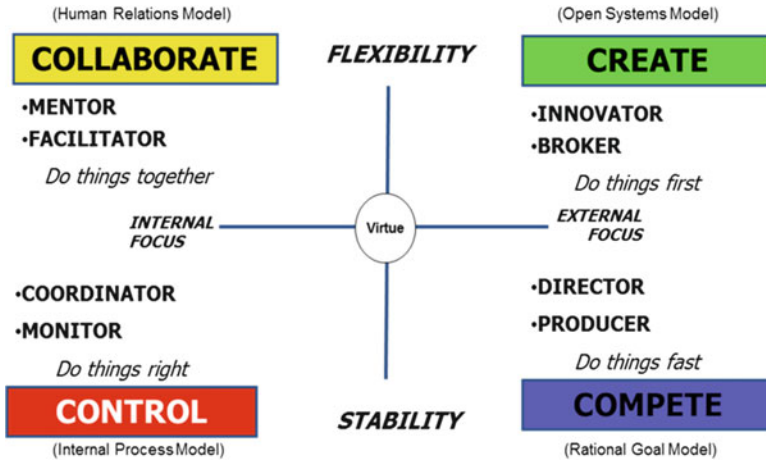 (Human Relations Model)
COLLABORATE
•MENTOR
•FACILITATOR
Do things together
FLEXIBILITY
(Open Systems Model)
CREATE
•INNOVATOR
•BROKER
Do things first
INTERNAL
FOCUS
Virtue
EXTERNAL
FOCUS
•COORDINATOR
•MONITOR
Do things right
CONTROL
(Internal Process Model)
STABILITY
•DIRECTOR
•PRODUCER
Do things fast
COMPETE
(Rational Goal Model)